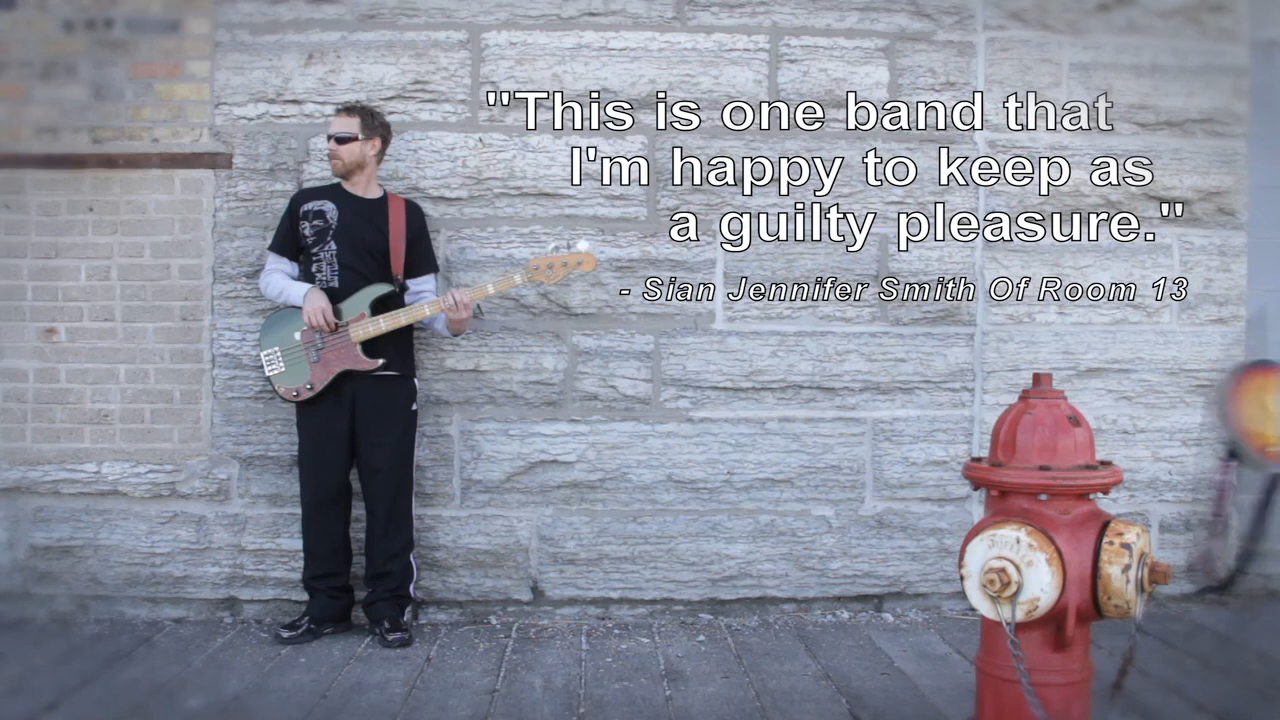 "This is one band that
I'm happy to keep as
a guilty pleasure."
- Sian Jennifer Smith Of Room 13